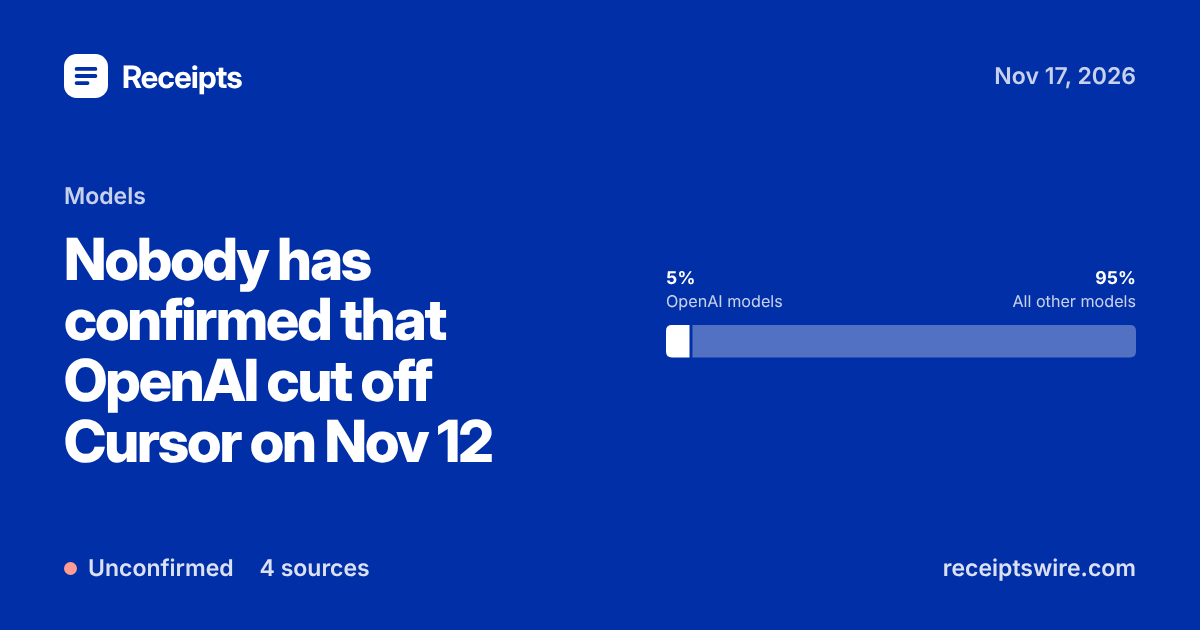 Receipts
Nov 17, 2026
Models
Nobody has
confirmed that
OpenAI cut off
Cursor on Nov 12
5%
95%
OpenAI models
All other models
Unconfirmed
4 sources
receiptswire.com